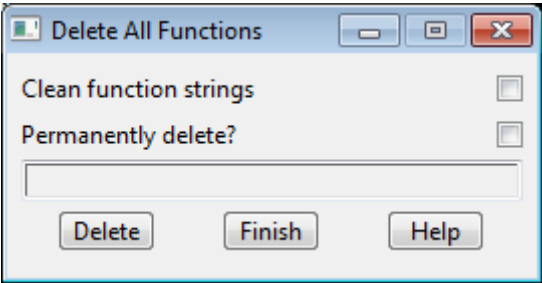 Delete All Functions
Clean function strings
Permanently delete?
Delete Finish Help